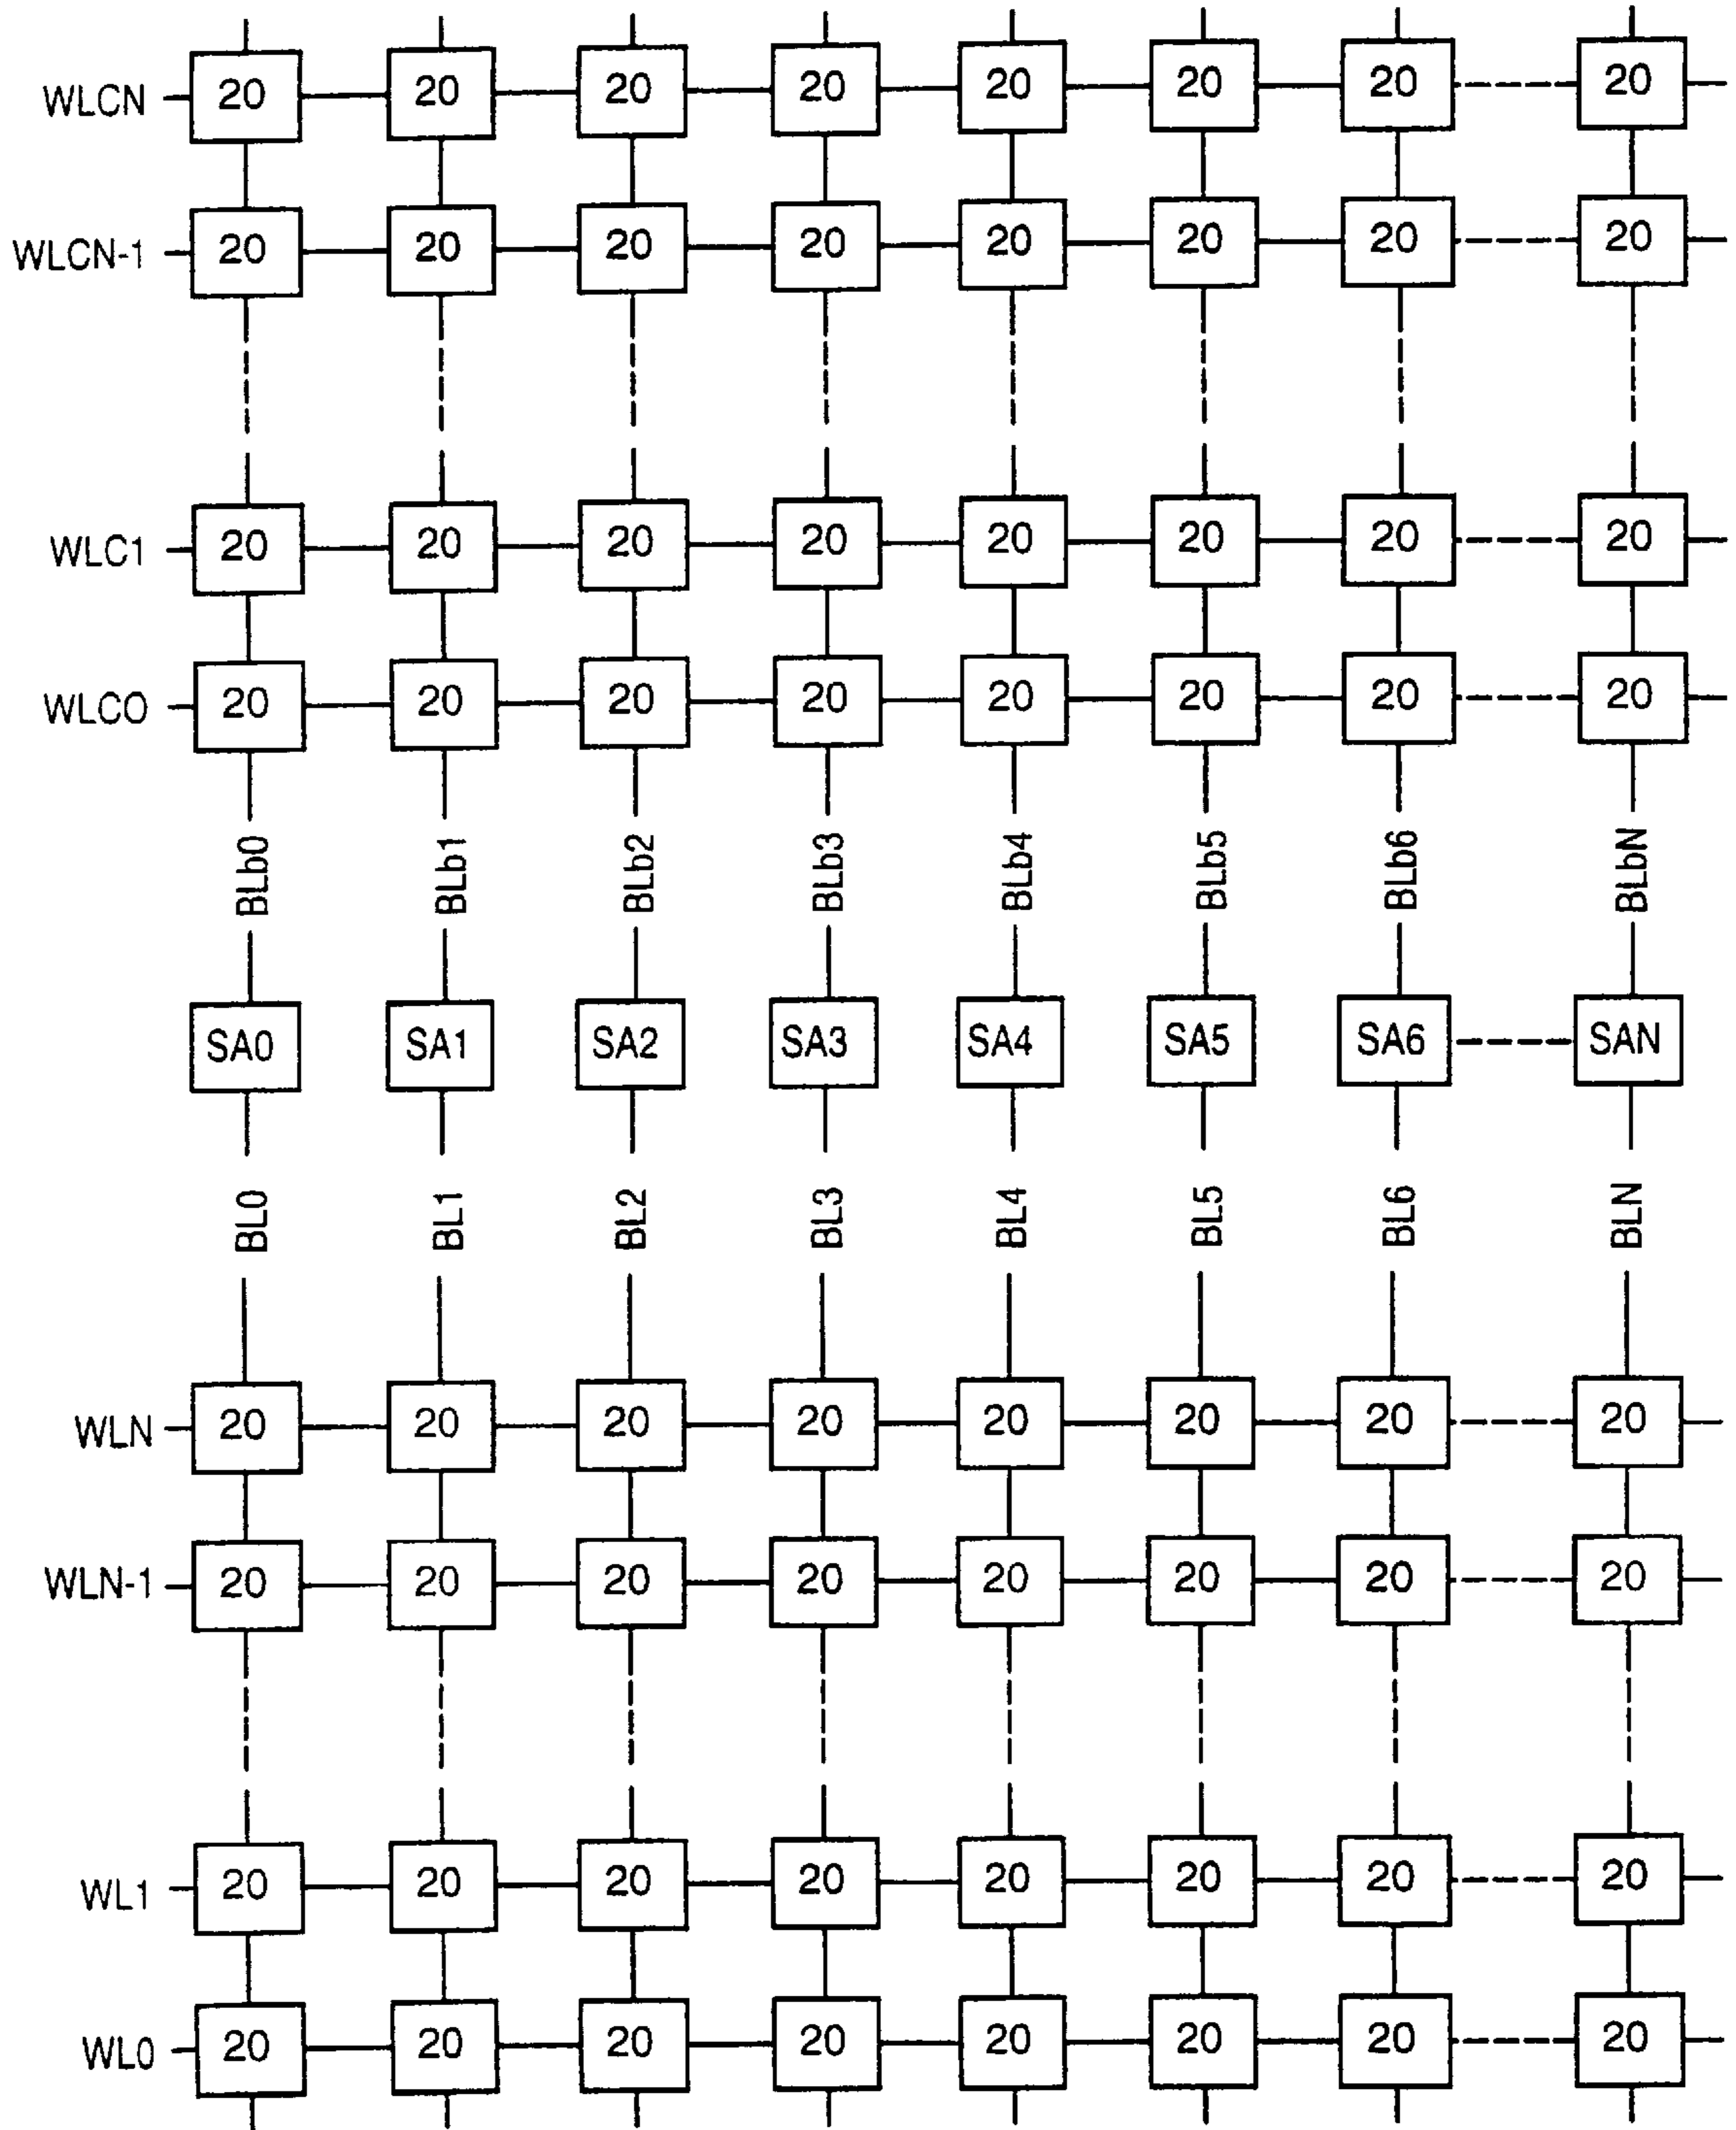 WLCN 20 20 20 20 20 20 20 20
WLCN-1 20 20 20 20 20 20 20 20
WLC1 20 20 20 20 20 20 20 20
WLCO 20 20 20 20 20 20 20 20
BLb0 BLb1 BLb2 BLb3 BLb4 BLb5 BLb6 BLbN
SA0 SA1 SA2 SA3 SA4 SA5 SA6 SAN
BL0 BL1 BL2 BL3 BL4 BL5 BL6 BLN
WLN 20 20 20 20 20 20 20 20
WLN-1 20 20 20 20 20 20 20 20
WL1 20 20 20 20 20 20 20 20
WL0 20 20 20 20 20 20 20 20